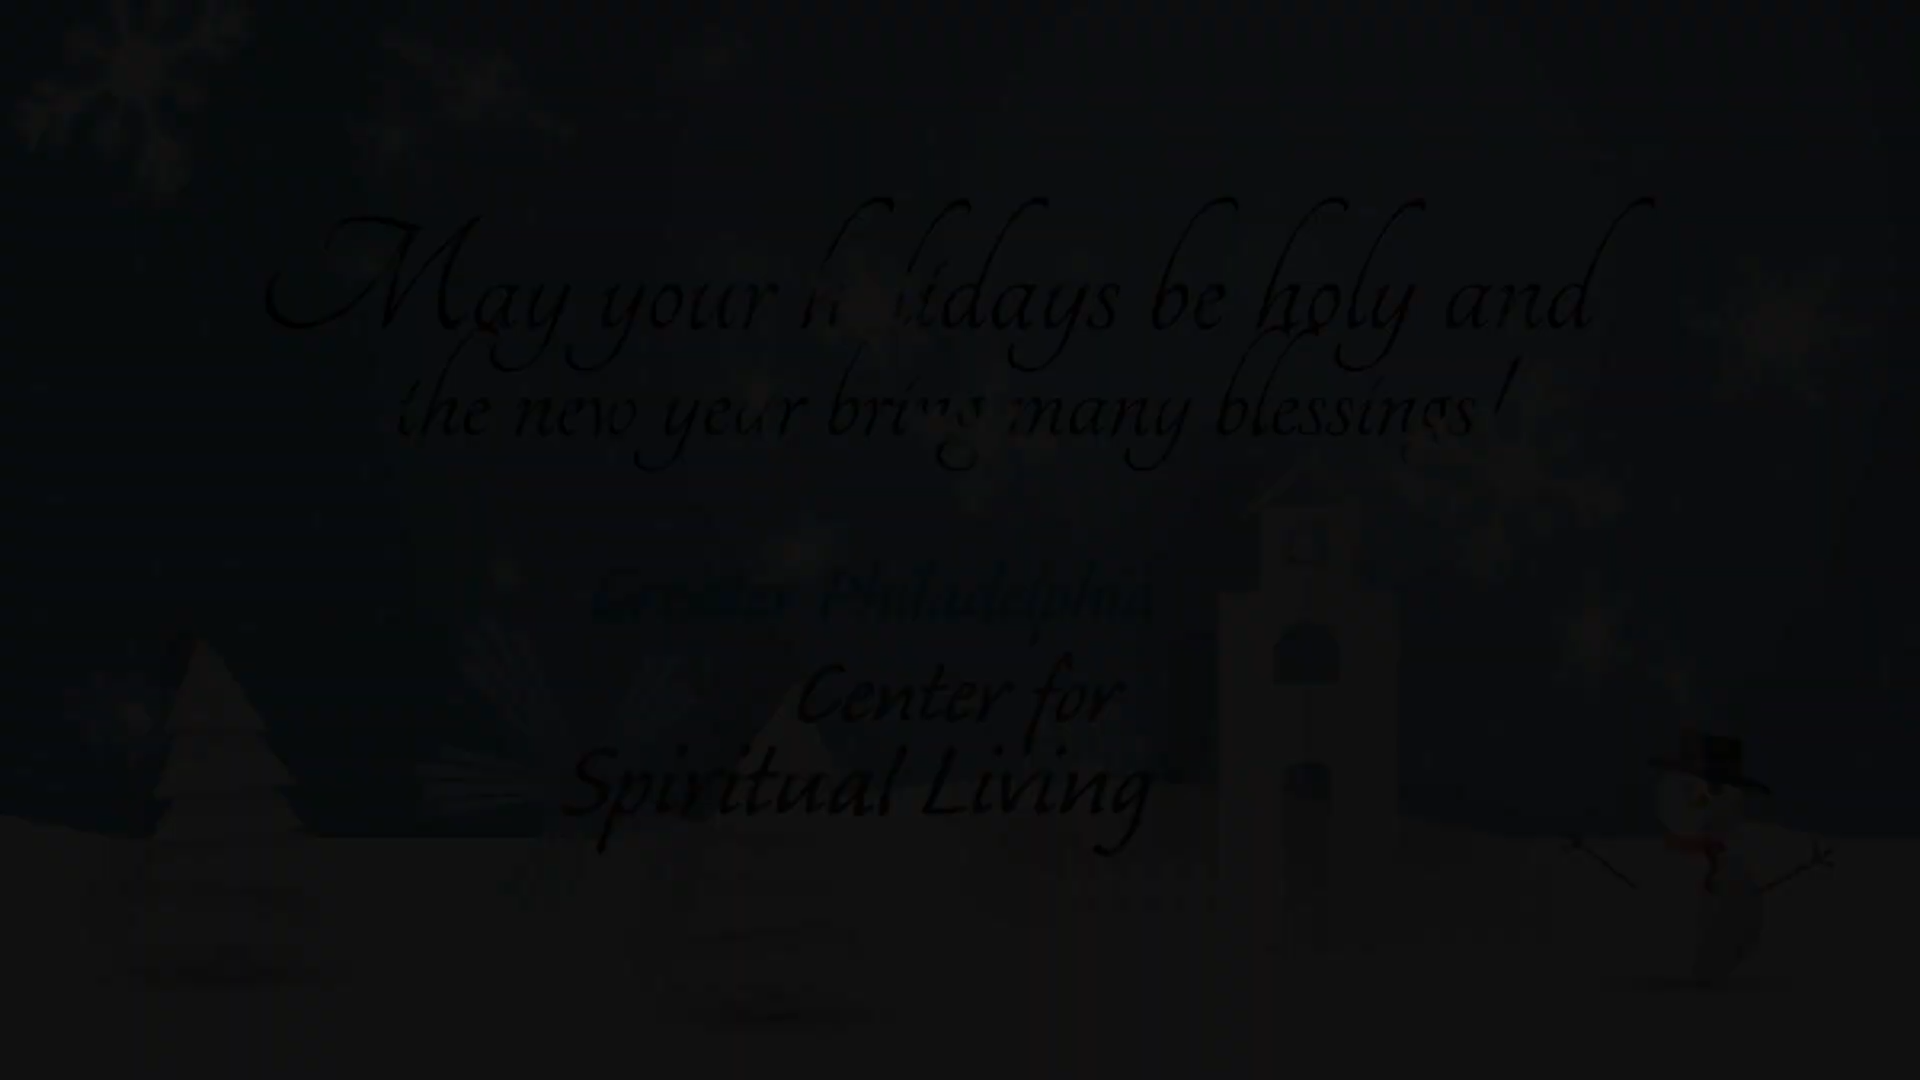 May your holidays be holy and
the new year bring many blessings!
Greater Philadelphia
Center for
Spiritual Living